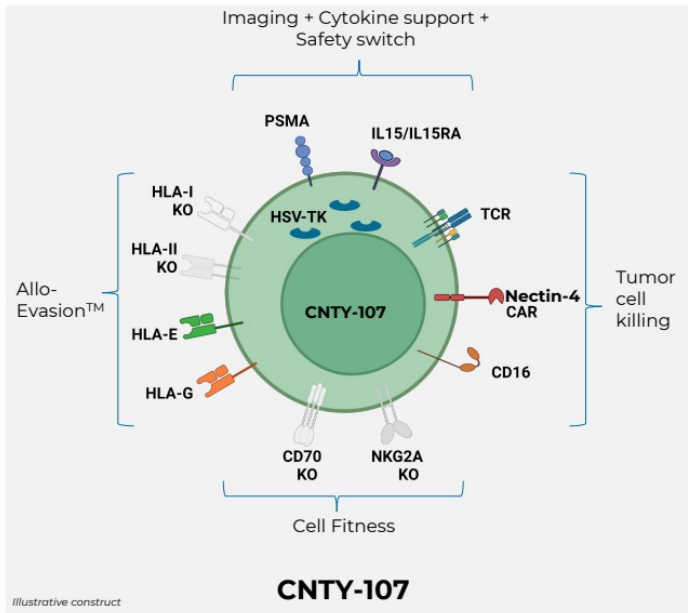 Imaging + Cytokine support +
Safety switch
PSMA
IL15/IL15RA
HLA-I
KO
HSV-TK
TCR
HLA-II
KO
Allo-
Evasion™
CNTY-107
Nectin-4
CAR
Tumor
cell
killing
HLA-E
CD16
HLA-G
CD70
KO
NKG2A
KO
Cell Fitness
CNTY-107
Illustrative construct